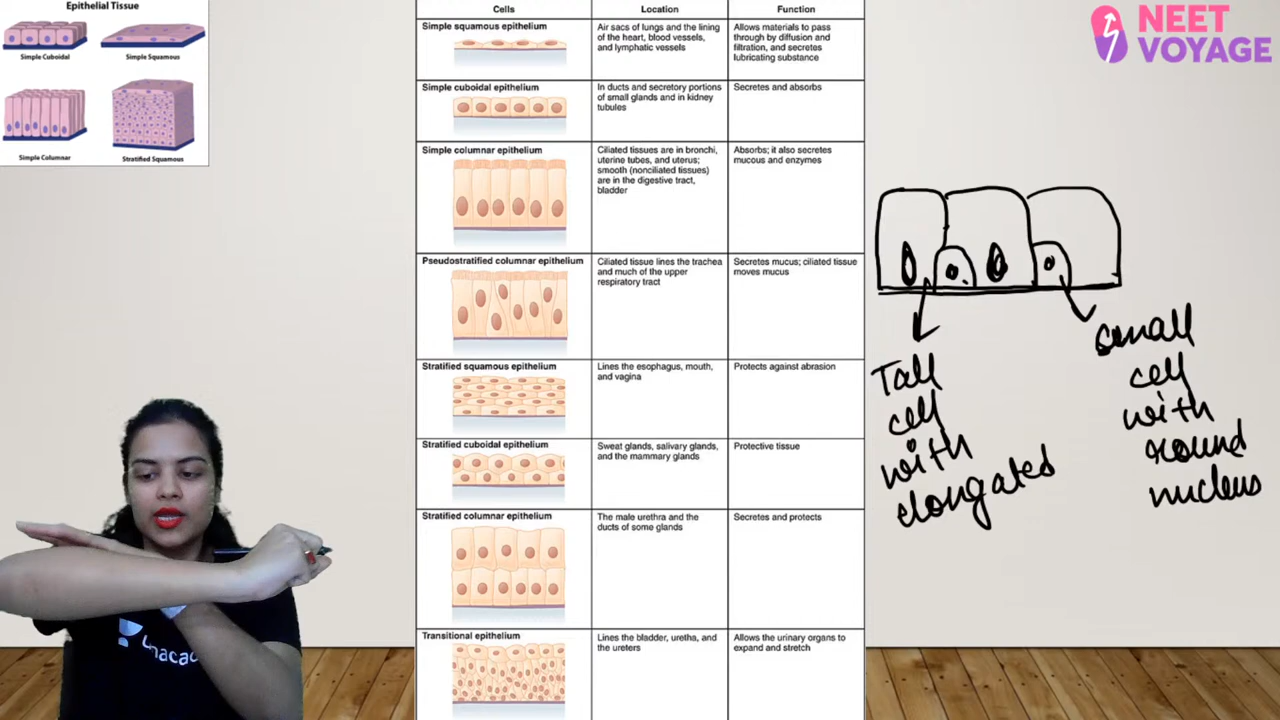 Epithelial Tissue
Simple Cuboidal
Simple Squamous
Simple Columnar
Stratified Squamous
Cells
Location
Function
Simple squamous epithelium
Air sacs of lungs and the lining
of the heart, blood vessels,
and lymphatic vessels
Allows materials to pass
through by diffusion and
filtration, and secretes
lubricating substance
Simple cuboidal epithelium
In ducts and secretory portions
of small glands and in kidney
tubules
Secretes and absorbs
Simple columnar epithelium
Ciliated tissues are in bronchi,
uterine tubes, and uterus;
smooth (nonciliated tissues)
are in the digestive tract,
bladder
Absorbs; it also secretes
mucous and enzymes
Pseudostratified columnar epithelium
Ciliated tissue lines the trachea
and much of the upper
respiratory tract
Secretes mucus; ciliated tissue
moves mucus
Stratified squamous epithelium
Lines the esophagus, mouth,
and vagina
Protects against abrasion
Stratified cuboidal epithelium
Sweat glands, salivary glands,
and the mammary glands
Protective tissue
Stratified columnar epithelium
The male urethra and the
ducts of some glands
Secretes and protects
Transitional epithelium
Lines the bladder, uretha, and
the ureters
Allows the urinary organs to
expand and stretch
NEET
VOYAGE
Tall
cell
with
elongated
small
cell
with
round
nucleus